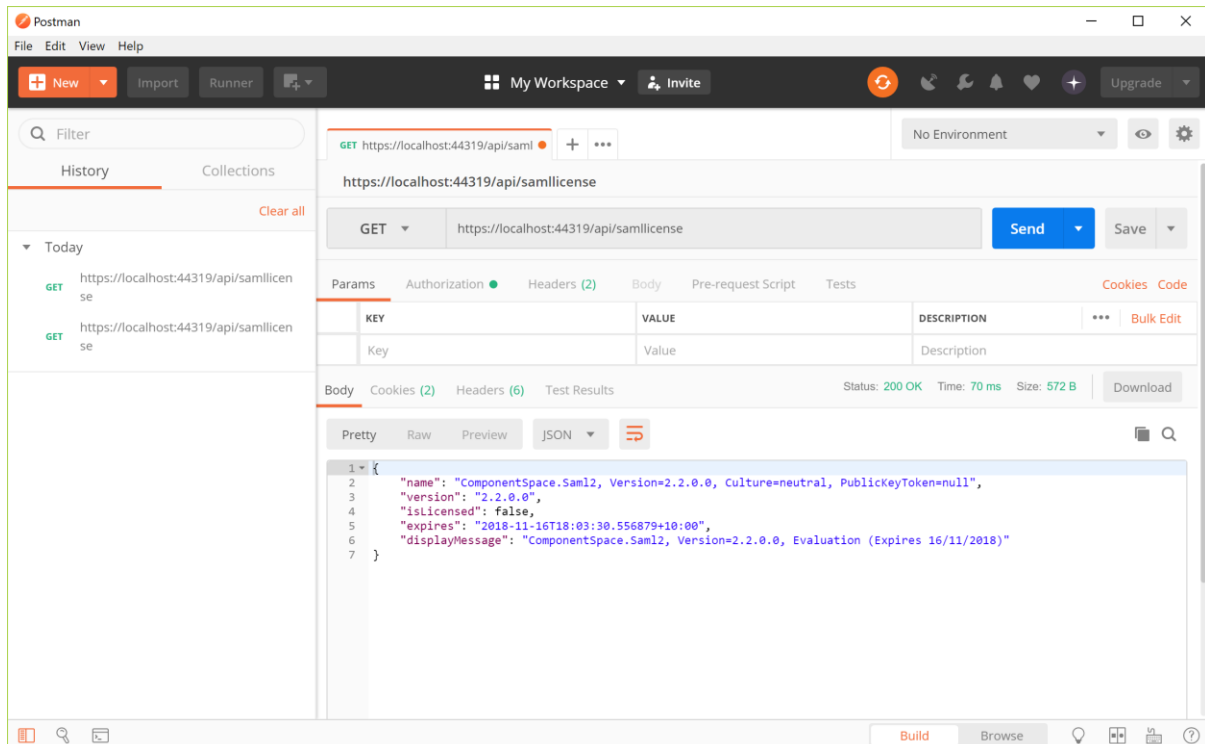 Postman
File Edit View Help
New Import Runner My Workspace Invite Upgrade
Filter
History Collections
Clear all
Today
GET https://localhost:44319/api/samllicen
se
GET https://localhost:44319/api/samllicen
se
GET https://localhost:44319/api/saml
No Environment
https://localhost:44319/api/samllicense
GET https://localhost:44319/api/samllicense Send Save
Params Authorization Headers (2) Body Pre-request Script Tests Cookies Code
KEY VALUE DESCRIPTION Bulk Edit
Key Value Description
Body Cookies (2) Headers (6) Test Results Status: 200 OK Time: 70 ms Size: 572 B Download
Pretty Raw Preview JSON
1 {
2 "name": "ComponentSpace.Saml2, Version=2.2.0.0, Culture=neutral, PublicKeyToken=null",
3 "version": "2.2.0.0",
4 "isLicensed": false,
5 "expires": "2018-11-16T18:03:30.556879+10:00",
6 "displayMessage": "ComponentSpace.Saml2, Version=2.2.0.0, Evaluation (Expires 16/11/2018)"
7 }
Build Browse